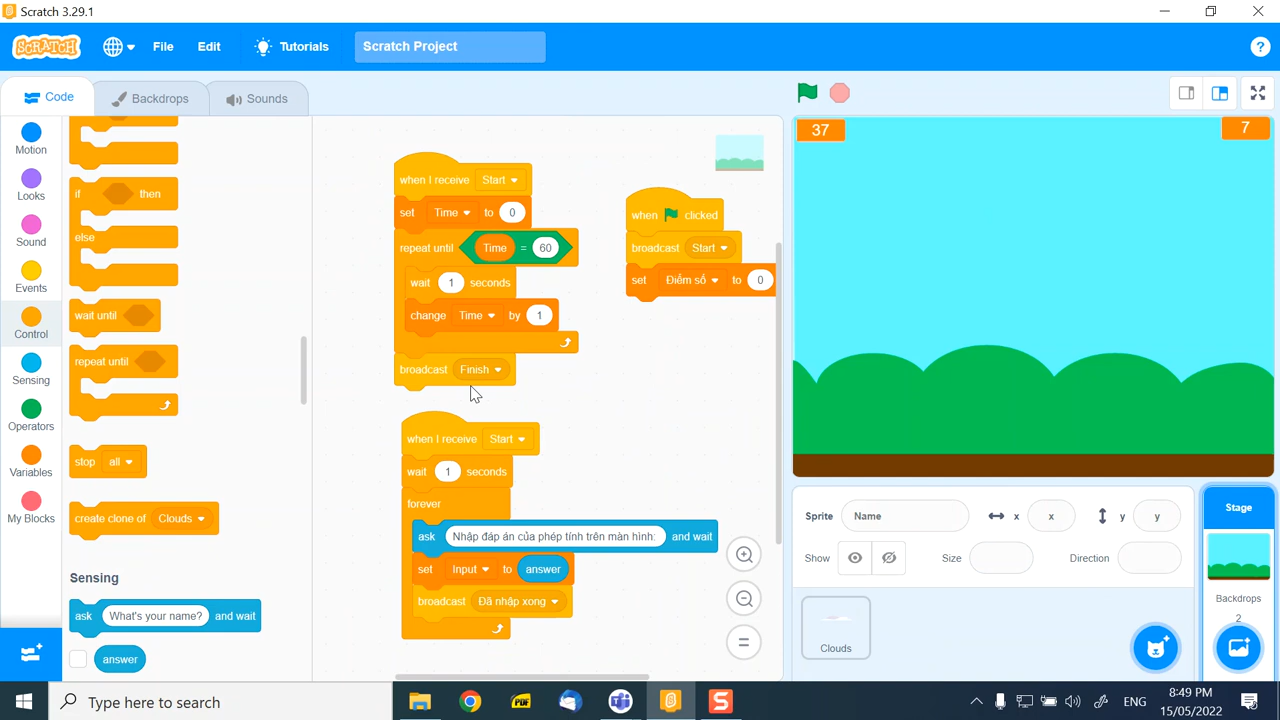 Scratch 3.29.1
SCRATCH
File
Edit
Tutorials
Scratch Project
?
Code
Backdrops
Sounds
Motion
Looks
Sound
Events
Control
Sensing
Operators
Variables
My Blocks
if then
else
wait until
repeat until
stop all
create clone of Clouds
Sensing
ask What's your name? and wait
answer
when I receive Start
set Time to 0
repeat until Time = 60
wait 1 seconds
change Time by 1
broadcast Finish
when clicked
broadcast Start
set Điểm số to 0
when I receive Start
wait 1 seconds
forever
ask Nhập đáp án của phép tính trên màn hình: and wait
set Input to answer
broadcast Đã nhập xong
37
7
Sprite Name
x x
y y
Show
Size
Direction
Clouds
Stage
Backdrops
2
Type here to search
PDF
S
ENG
8:49 PM
15/05/2022